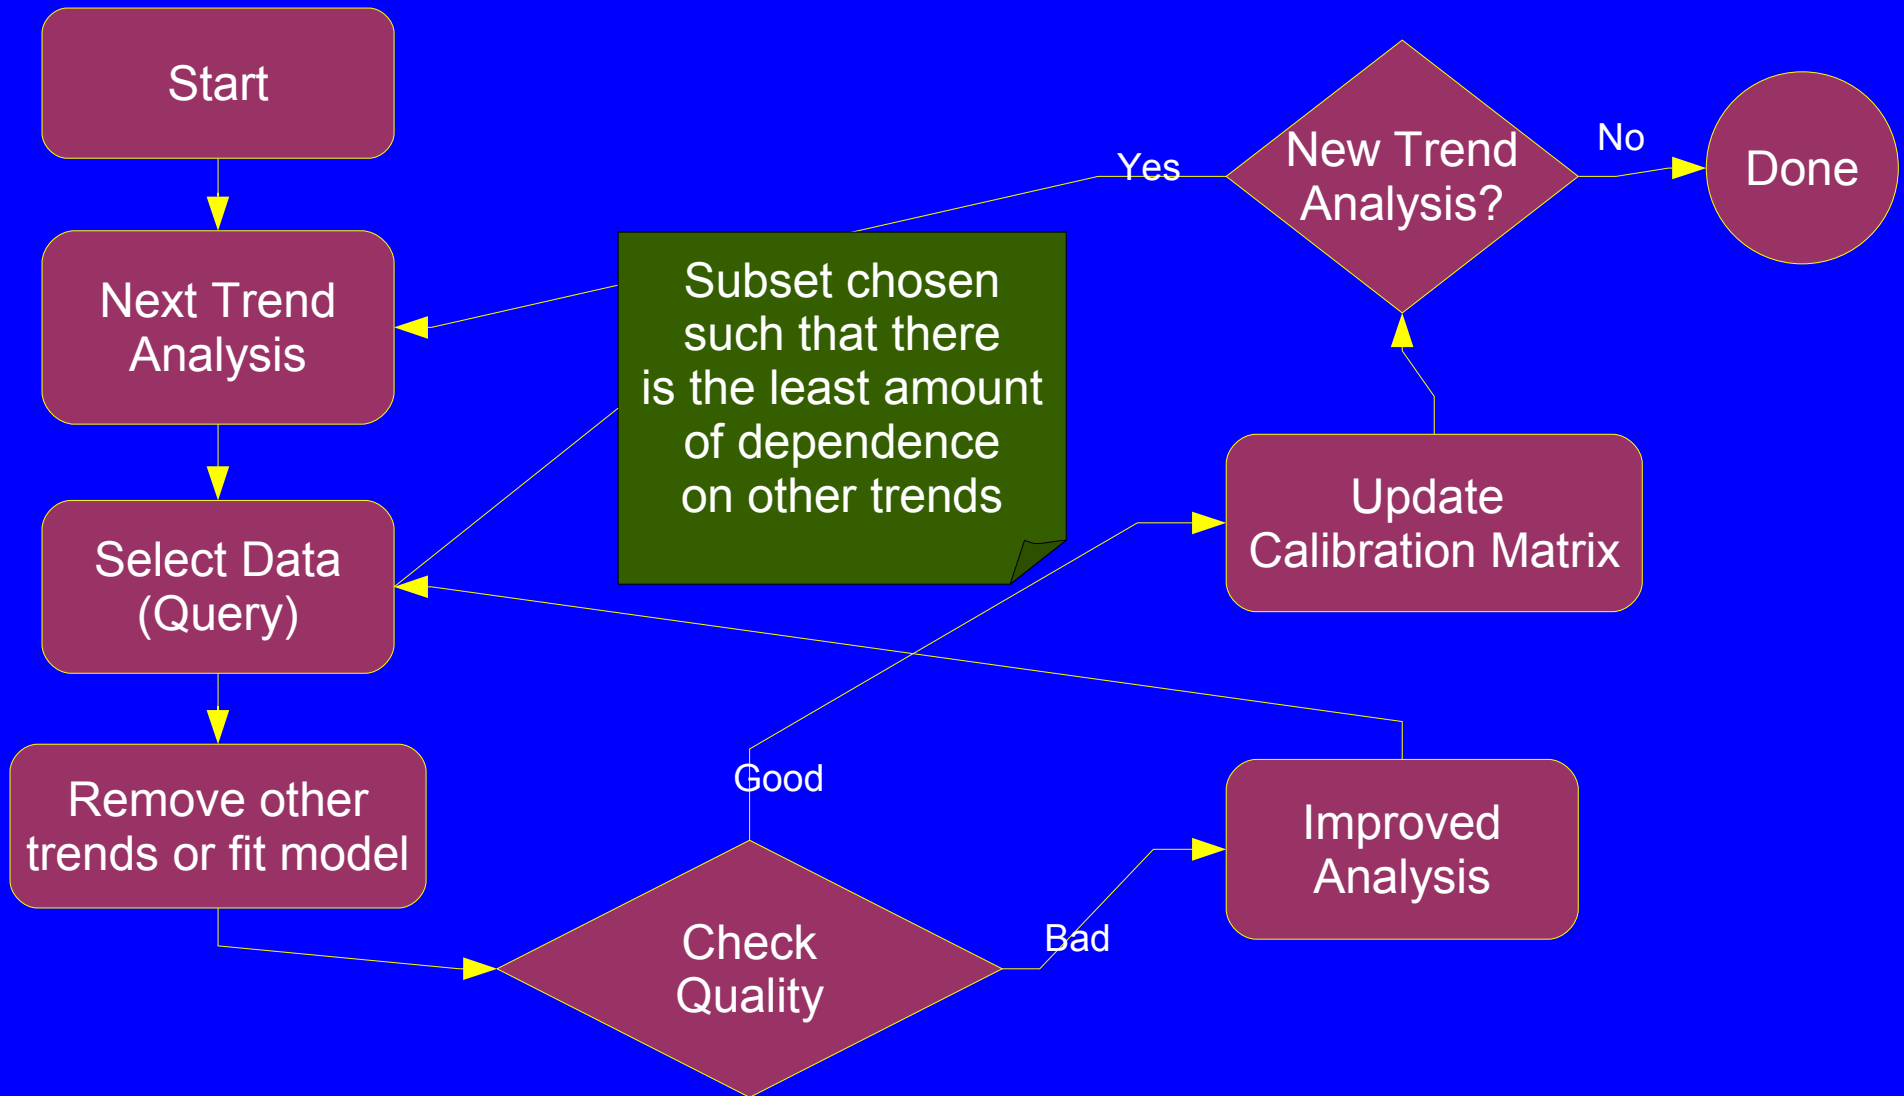 Start
Next Trend
Analysis
Select Data
(Query)
Remove other
trends or fit model
Subset chosen
such that there
is the least amount
of dependence
on other trends
Check
Quality
Good
Bad
Improved
Analysis
Update
Calibration Matrix
New Trend
Analysis?
Yes
No
Done